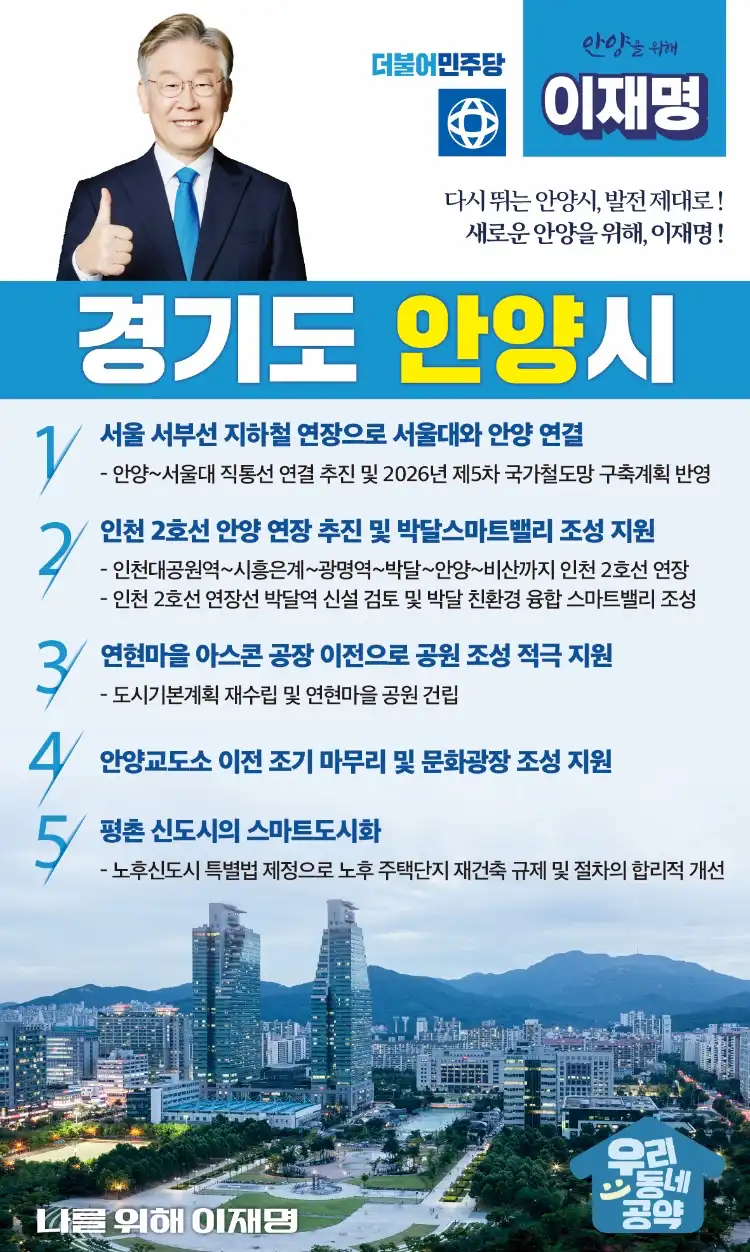 더불어민주당
안양을 위해
이재명
다시 뛰는 안양시, 발전 제대로!
새로운 안양을 위해, 이재명!
경기도 안양시
1 서울 서부선 지하철 연장으로 서울대와 안양 연결
- 안양~서울대 직통선 연결 추진 및 2026년 제5차 국가철도망 구축계획 반영
2 인천 2호선 안양 연장 추진 및 박달스마트밸리 조성 지원
- 인천대공원역~시흥은계~광명역~박달~안양~비산까지 인천 2호선 연장
- 인천 2호선 연장선 박달역 신설 검토 및 박달 친환경 융합 스마트밸리 조성
3 연현마을 아스콘 공장 이전으로 공원 조성 적극 지원
- 도시기본계획 재수립 및 연현마을 공원 건립
4 안양교도소 이전 조기 마무리 및 문화광장 조성 지원
5 평촌 신도시의 스마트도시화
- 노후신도시 특별법 제정으로 노후 주택단지 재건축 규제 및 절차의 합리적 개선
나를 위해 이재명
우리
동네
공약